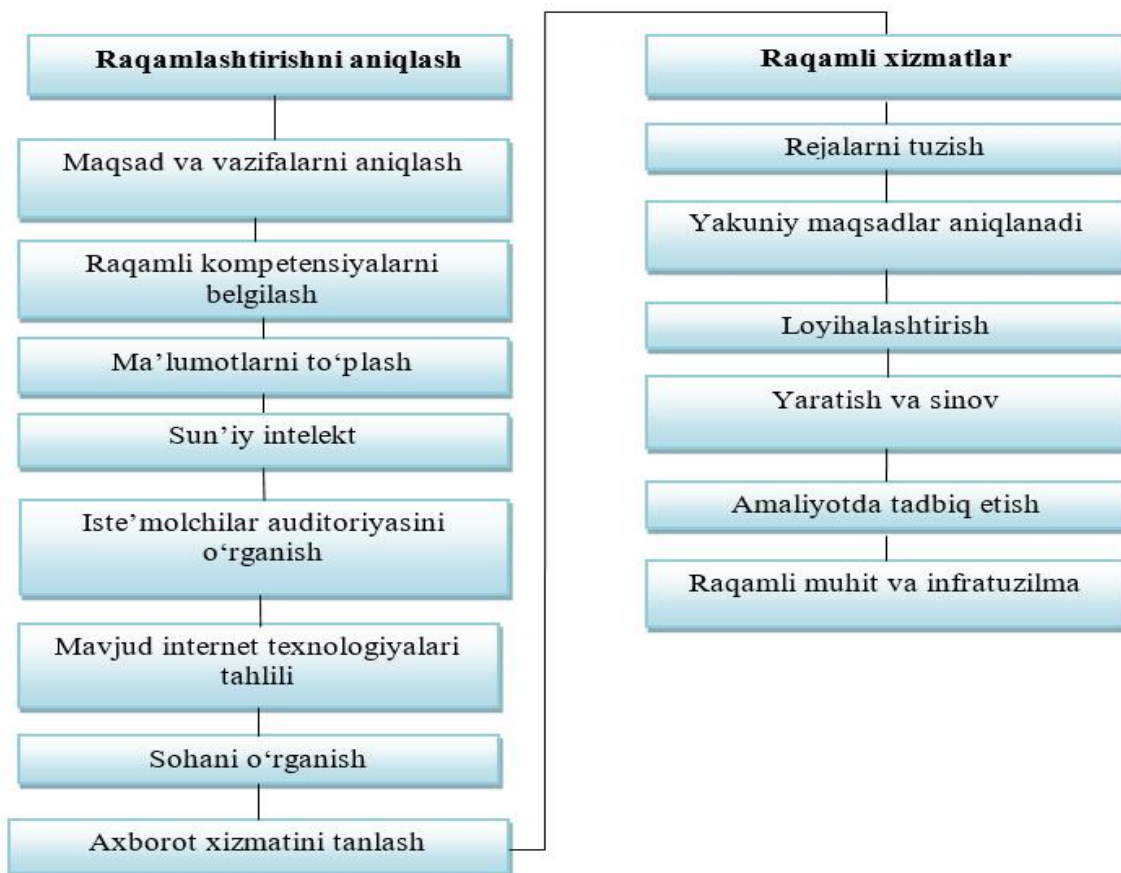 Raqamlashtirishni aniqlash
Maqsad va vazifalarni aniqlash
Raqamli kompetensiyalarni
belgilash
Ma’lumotlarni to‘plash
Sun’iy intelekt
Iste’molchilar auditoriyasini
o‘rganish
Mavjud internet texnologiyalari
tahlili
Sohani o‘rganish
Axborot xizmatini tanlash
Raqamli xizmatlar
Rejalarni tuzish
Yakuniy maqsadlar aniqlanadi
Loyihalashtirish
Yaratish va sinov
Amaliyotda tadbiq etish
Raqamli muhit va infratuzilma